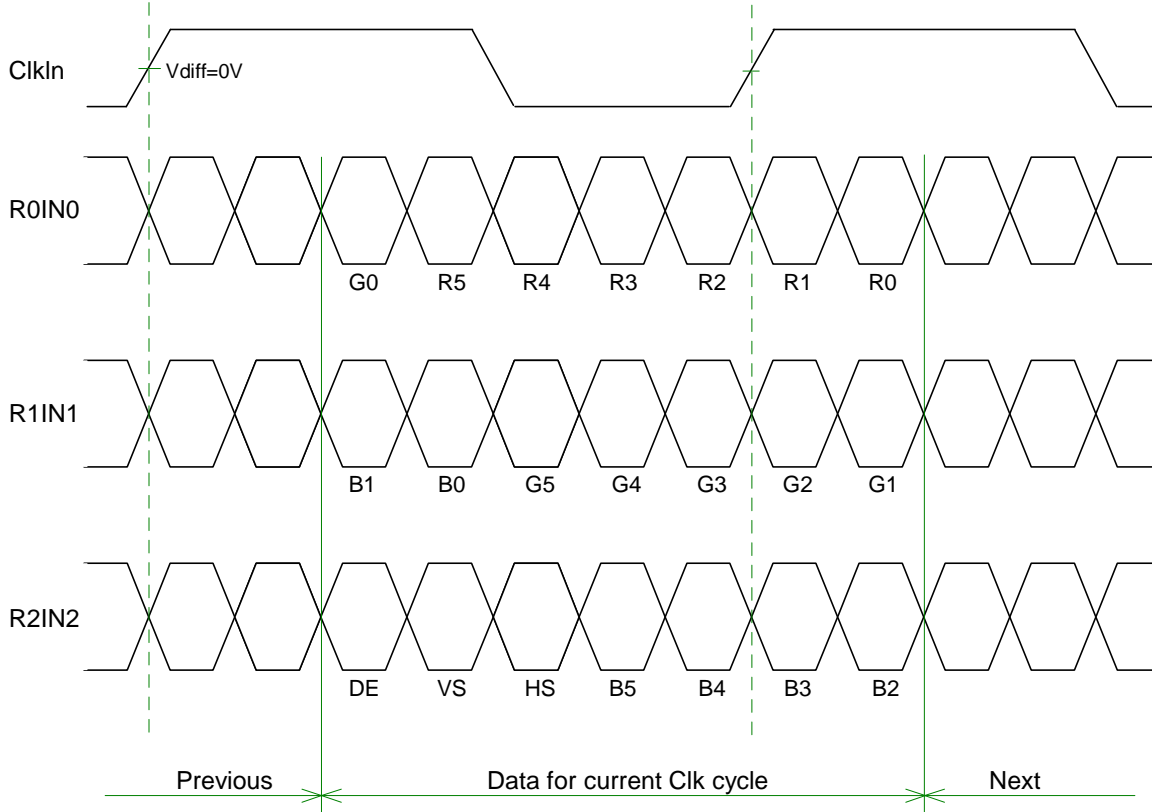 ClkIn
Vdiff=0V
R0IN0
G0 R5 R4 R3 R2 R1 R0
R1IN1
B1 B0 G5 G4 G3 G2 G1
R2IN2
DE VS HS B5 B4 B3 B2
Previous Data for current Clk cycle Next